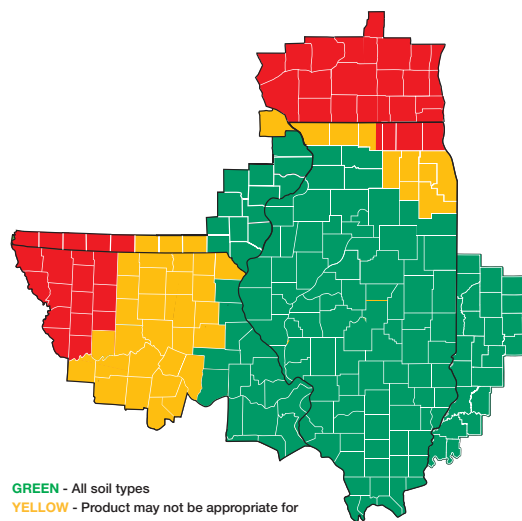 GREEN - All soil types
YELLOW - Product may not be appropriate for